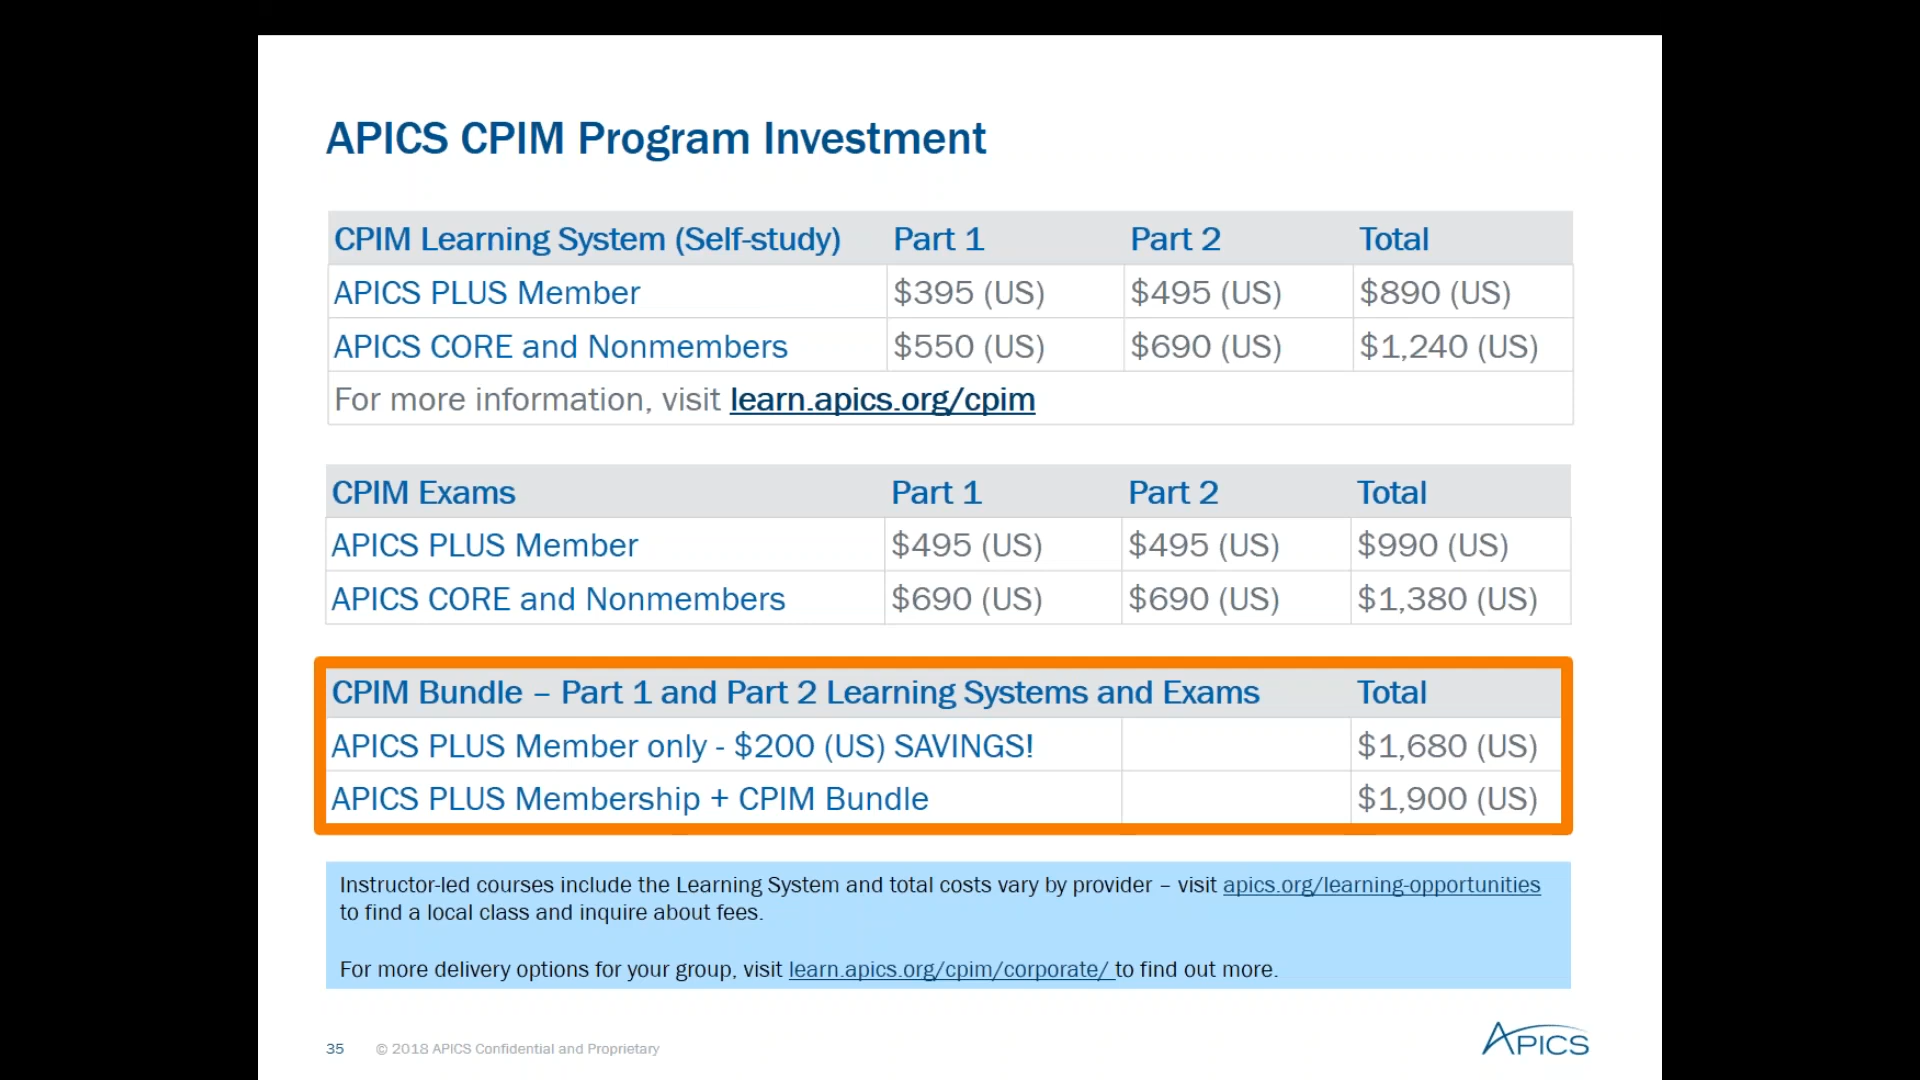 APICS CPIM Program Investment
CPIM Learning System (Self-study) Part 1 Part 2 Total
APICS PLUS Member $395 (US) $495 (US) $890 (US)
APICS CORE and Nonmembers $550 (US) $690 (US) $1,240 (US)
For more information, visit learn.apics.org/cpim
CPIM Exams Part 1 Part 2 Total
APICS PLUS Member $495 (US) $495 (US) $990 (US)
APICS CORE and Nonmembers $690 (US) $690 (US) $1,380 (US)
CPIM Bundle – Part 1 and Part 2 Learning Systems and Exams Total
APICS PLUS Member only - $200 (US) SAVINGS! $1,680 (US)
APICS PLUS Membership + CPIM Bundle $1,900 (US)
Instructor-led courses include the Learning System and total costs vary by provider – visit apics.org/learning-opportunities
to find a local class and inquire about fees.
For more delivery options for your group, visit learn.apics.org/cpim/corporate/ to find out more.
35 © 2018 APICS Confidential and Proprietary
APICS